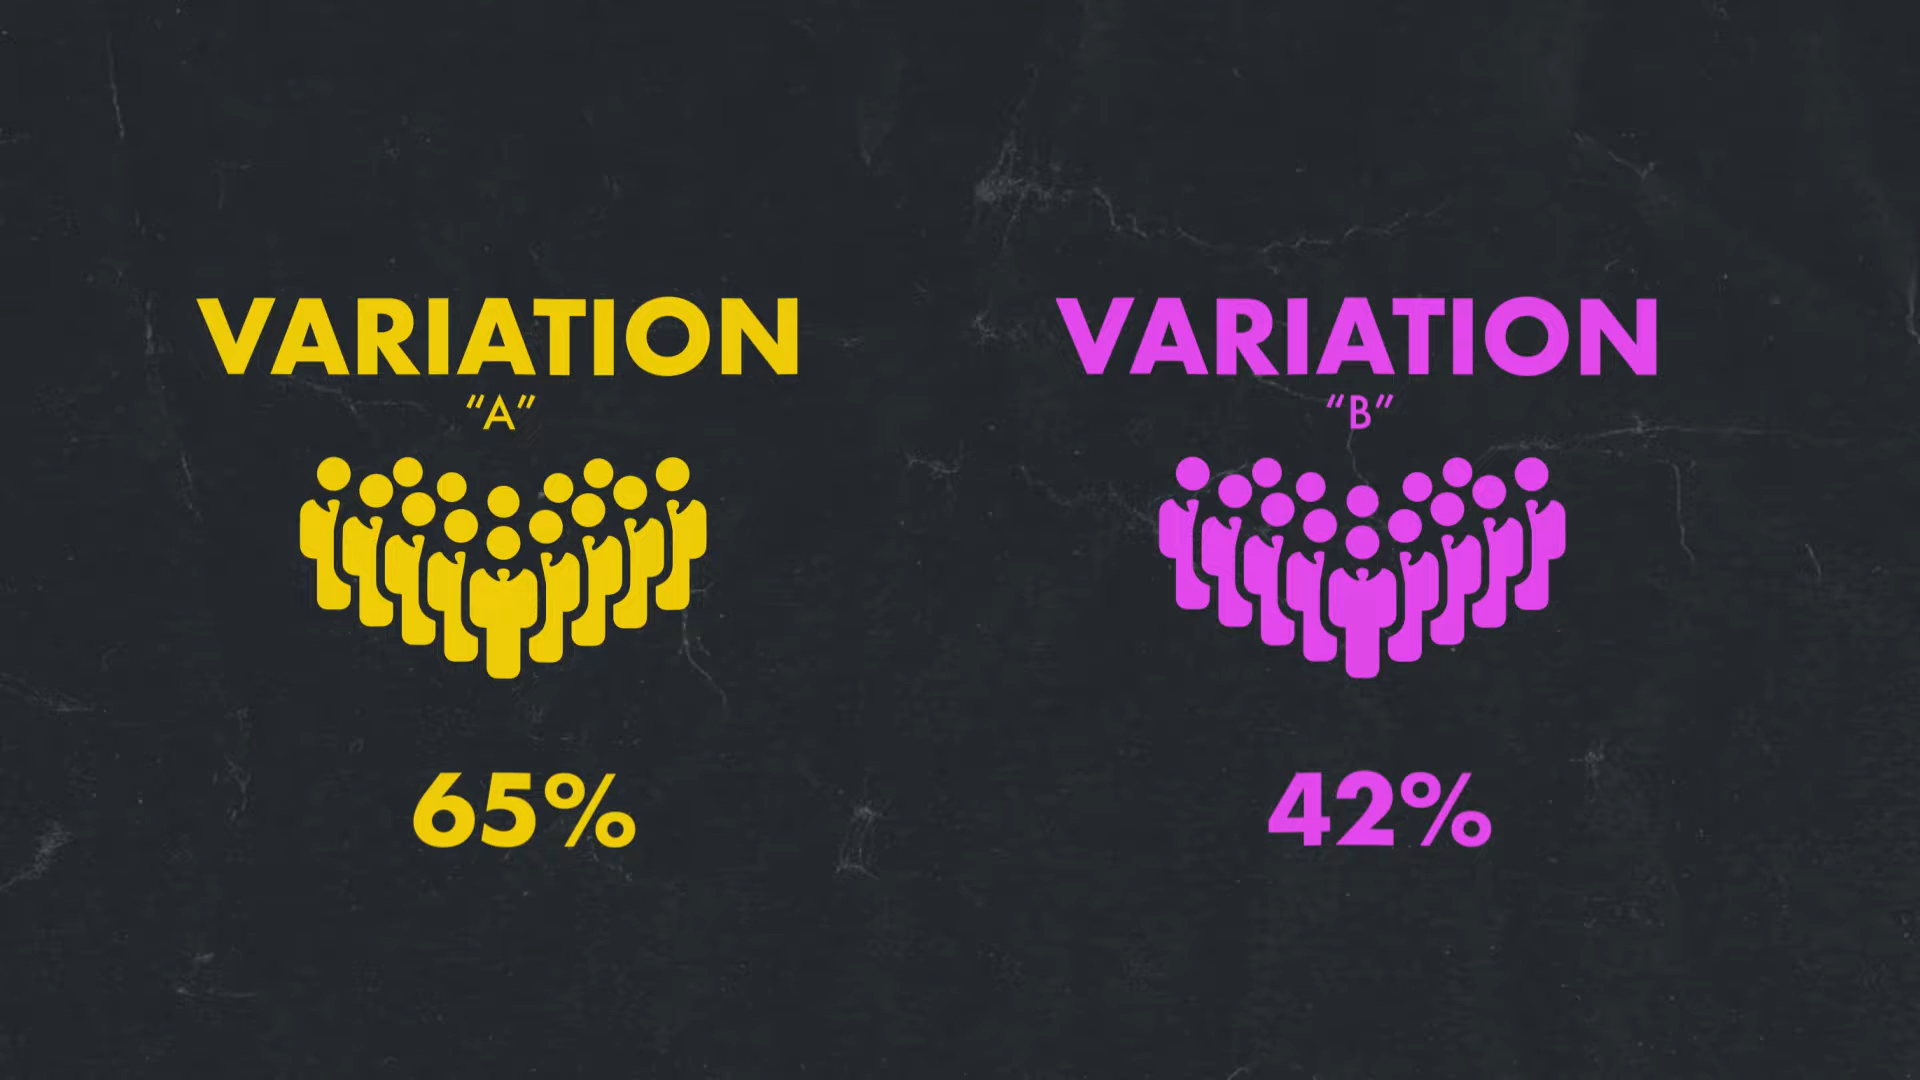 VARIATION
“A”
65%
VARIATION
“B”
42%